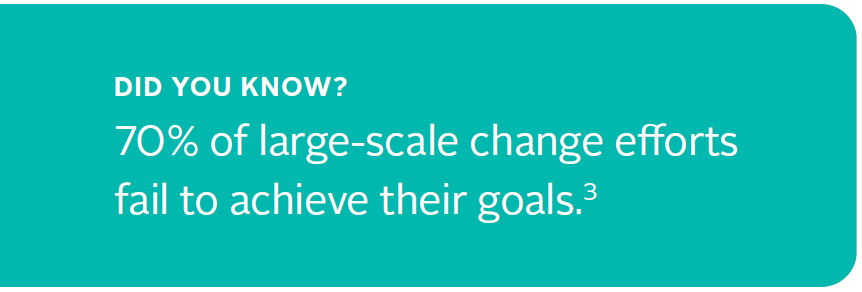 DID YOU KNOW?
70% of large-scale change efforts
fail to achieve their goals.³